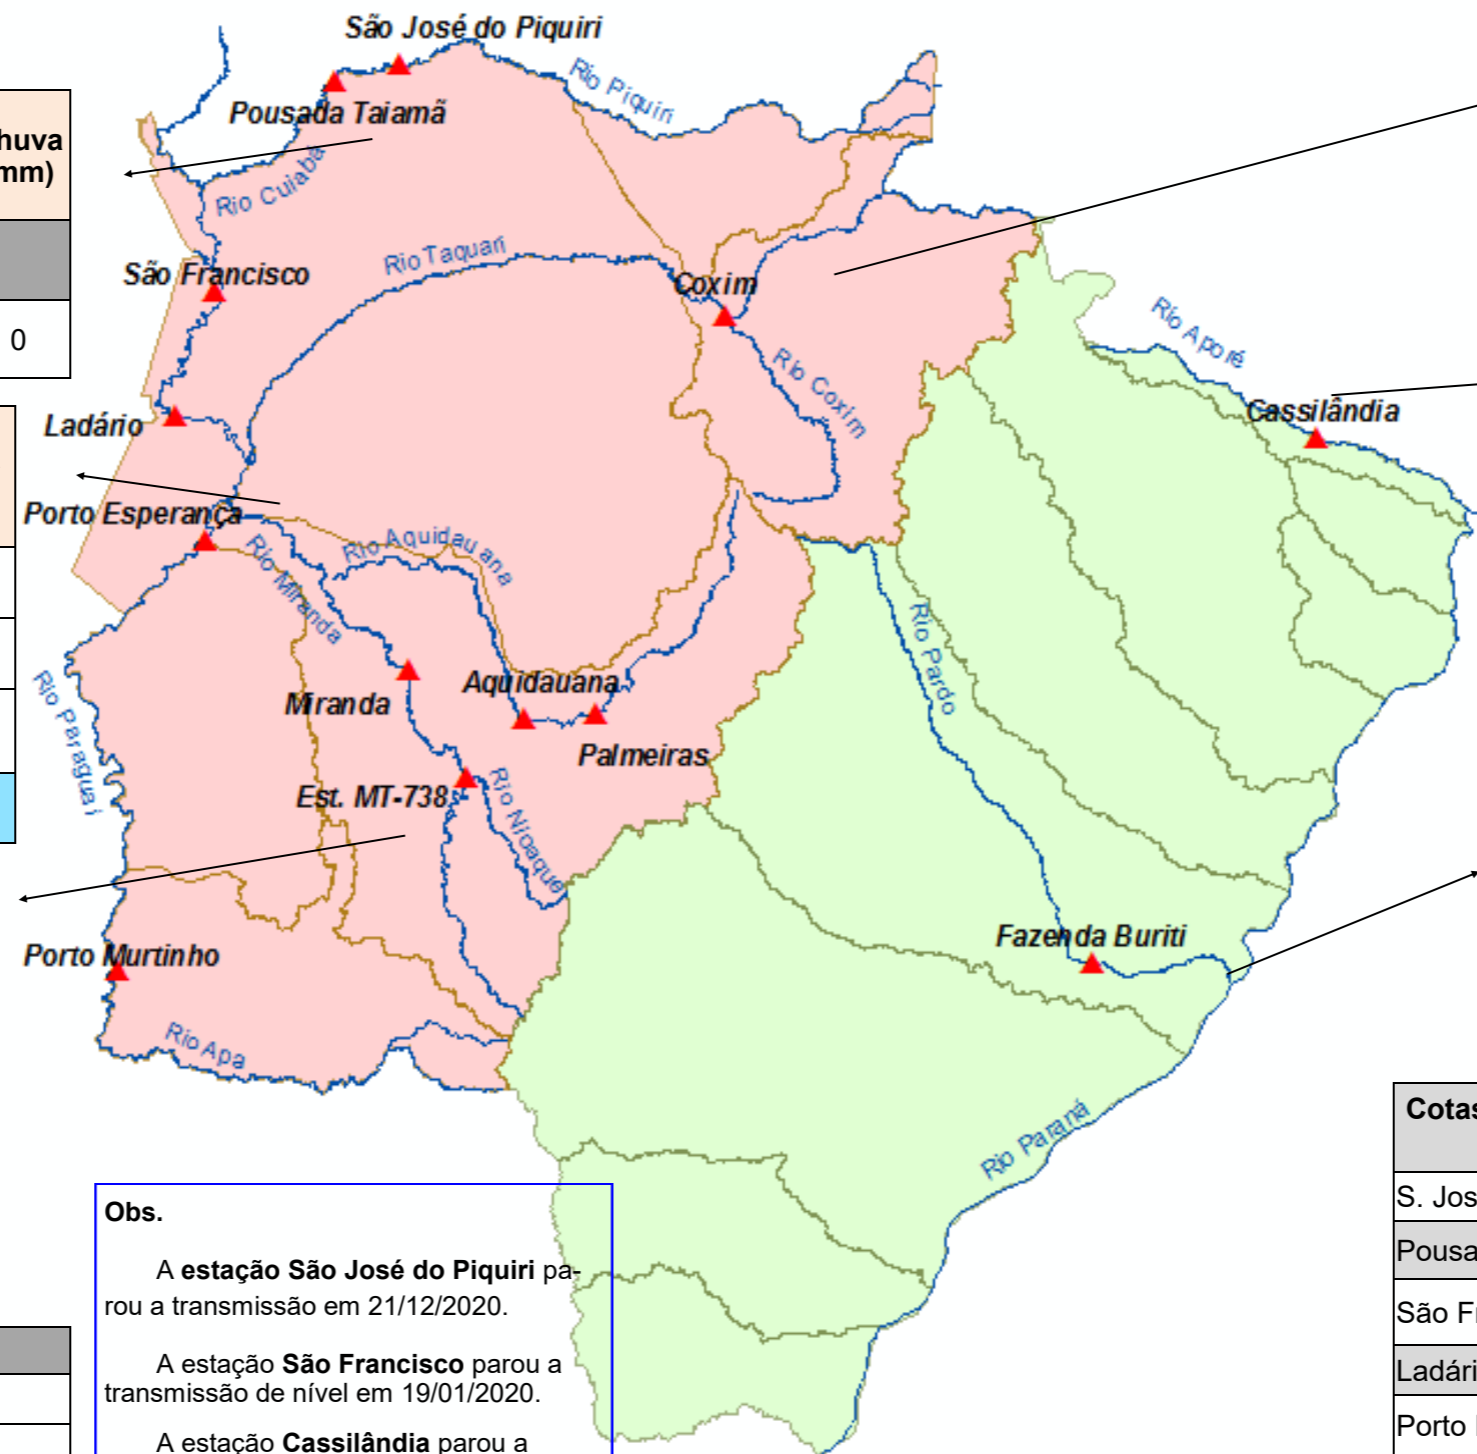 São José do Piquiri
Rio Piquiri
Pousada Taiamã
huva
mm)
Rio Cuiabá
Rio Taquari
São Francisco
Coxim
0
Rio Aporé
Rio Coxim
Cassilândia
Ladário
Porto Esperança
Rio Aquidauana
Rio Miranda
Rio Pardo
Rio Paraguai
Aquidauana
Miranda
Palmeiras
Est. MT-738
Rio Nioaque
Fazenda Buriti
Porto Murtinho
Rio Apa
Rio Paraná
Cotas
S. Jos
Pousa
São Fr
Ladári
Porto
Obs.
A estação São José do Piquiri pa-
rou a transmissão em 21/12/2020.
A estação São Francisco parou a
transmissão de nível em 19/01/2020.
A estação Cassilândia parou a